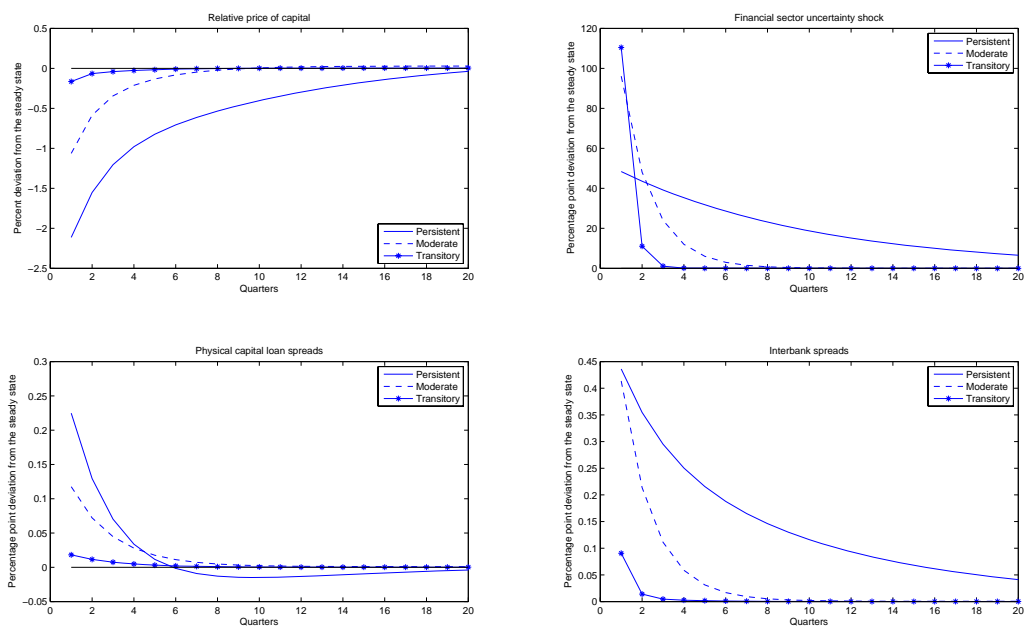 Relative price of capital
Percent deviation from the steady state
0.5
0
−0.5
−1
−1.5
−2
−2.5
0 2 4 6 8 10 12 14 16 18 20
Quarters
Persistent
Moderate
Transitory
Financial sector uncertainty shock
Percentage point deviation from the steady state
120
100
80
60
40
20
0
0 2 4 6 8 10 12 14 16 18 20
Quarters
Persistent
Moderate
Transitory
Physical capital loan spreads
Percentage point deviation from the steady state
0.3
0.25
0.2
0.15
0.1
0.05
0
−0.05
0 2 4 6 8 10 12 14 16 18 20
Quarters
Persistent
Moderate
Transitory
Interbank spreads
Percentage point deviation from the steady state
0.45
0.4
0.35
0.3
0.25
0.2
0.15
0.1
0.05
0
0 2 4 6 8 10 12 14 16 18 20
Quarters
Persistent
Moderate
Transitory